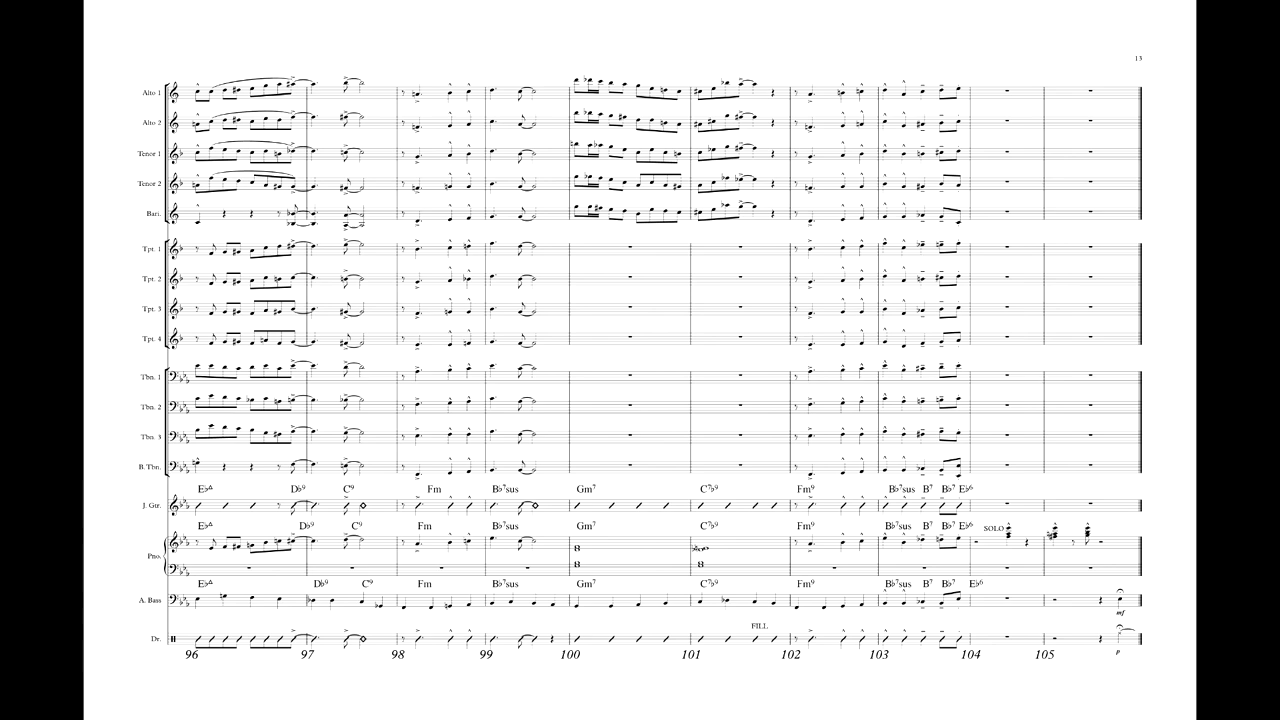 13
Alto 1
Alto 2
Tenor 1
Tenor 2
Bari.
Tpt. 1
Tpt. 2
Tpt. 3
Tpt. 4
Tbn. 1
Tbn. 2
Tbn. 3
B. Tbn.
E♭▵ D♭9 C9 Fm B♭7sus Gm7 C7♭9 Fm9 B♭7sus B7 B♭7 E♭6
J. Gtr.
E♭▵ D♭9 C9 Fm B♭7sus Gm7 C7♭9 Fm9 B♭7sus B7 B♭7 E♭6 SOLO
Pno.
E♭▵ D♭9 C9 Fm B♭7sus Gm7 C7♭9 Fm9 B♭7sus B7 B♭7 E♭6
A. Bass
mf
FILL
Dr.
p
96 97 98 99 100 101 102 103 104 105